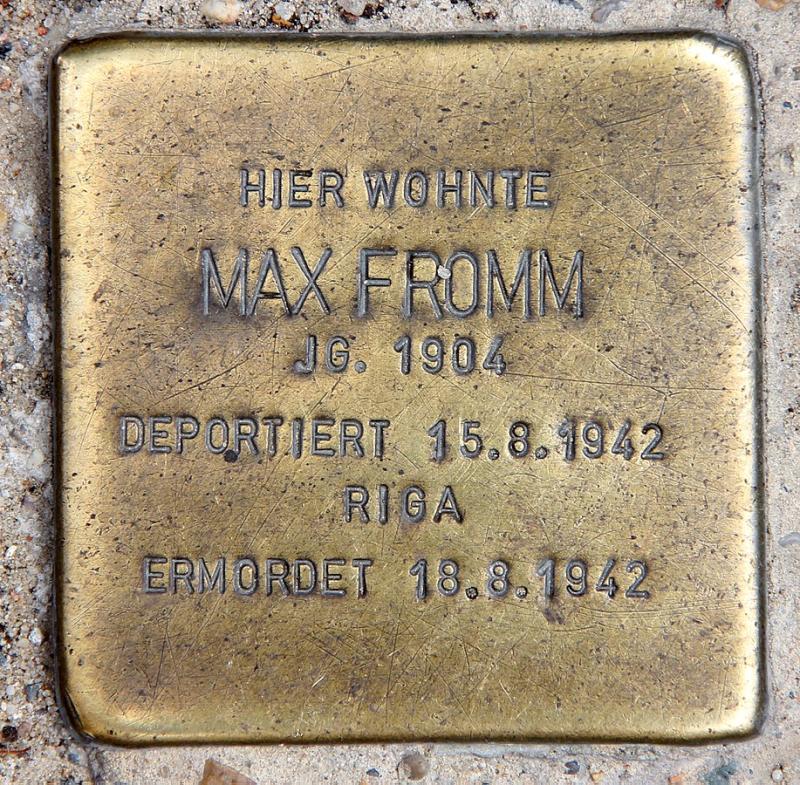 HIER WOHNTE
MAX FROMM
JG. 1904
DEPORTIERT 15.8.1942
RIGA
ERMORDET 18.8.1942